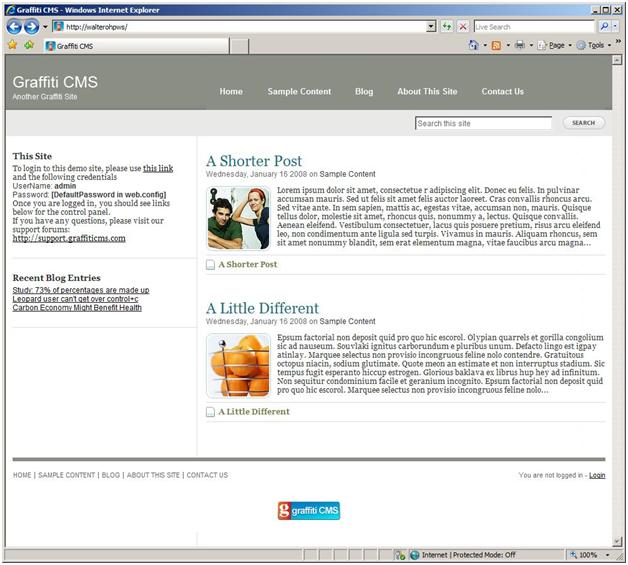 Graffiti CMS - Windows Internet Explorer
http://walterohpws/
Live Search
Graffiti CMS
Page
Tools
Graffiti CMS
Another Graffiti Site
Home
Sample Content
Blog
About This Site
Contact Us
Search this site
SEARCH
This Site
To login to this demo site, please use this link
and the following credentials
UserName: admin
Password: [DefaultPassword in web.config]
Once you are logged in, you should see links
below for the control panel.
If you have any questions, please visit our
support forums:
http://support.graffiticms.com
Recent Blog Entries
Study: 73% of percentages are made up
Leopard user can't get over control+c
Carbon Economy Might Benefit Health
A Shorter Post
Wednesday, January 16 2008 on Sample Content
Lorem ipsum dolor sit amet, consectetue r adipiscing elit. Donec eu felis. In pulvinar
accumsan mauris. Sed ut felis sit amet felis auctor laoreet. Cras convallis rhoncus arcu.
Sed vitae ante. In sem sapien, mattis ac, egestas vitae, accumsan non, mauris. Quisque
tellus dolor, molestie sit amet, rhoncus quis, nonummy a, lectus. Quisque convallis.
Aenean eleifend. Vestibulum consectetuer, lacus quis posuere pretium, risus arcu eleifend
leo, non condimentum ante ligula sed turpis. Vivamus in mauris. Aliquam rhoncus, sem
sit amet nonummy blandit, sem erat elementum magna, vitae faucibus arcu magna...
A Shorter Post
A Little Different
Wednesday, January 16 2008 on Sample Content
Epsum factorial non deposit quid pro quo hic escorol. Olypian quarrels et gorilla congolium
sic ad nauseum. Souvlaki ignitus carborundum e pluribus unum. Defacto lingo est igpay
atinlay. Marquee selectus non provisio incongruous feline nolo contendre. Gratuitous
octopus niacin, sodium glutimate. Quote meon an estimate et non interruptus stadium. Sic
tempus fugit esperanto hiccup estrogen. Glorious baklava ex librus hup hey ad infinitum.
Non sequitur condominium facile et geranium incognito. Epsum factorial non deposit quid
pro quo hic escorol. Marquee selectus non provisio incongruous feline nolo...
A Little Different
HOME | SAMPLE CONTENT | BLOG | ABOUT THIS SITE | CONTACT US
You are not logged in - Login
g graffiti CMS
Internet | Protected Mode: Off
100%